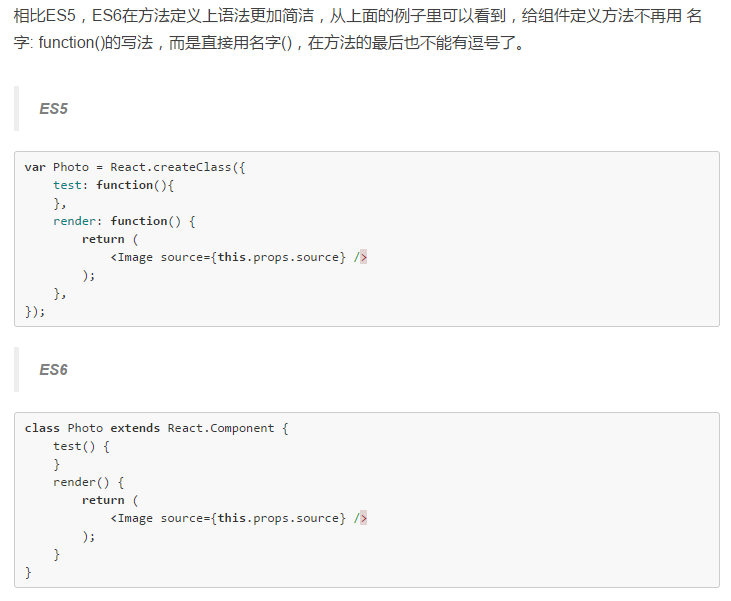 相比ES5，ES6在方法定义上语法更加简洁，从上面的例子里可以看到，给组件定义方法不再用 名
字: function()的写法，而是直接用名字()，在方法的最后也不能有逗号了。
ES5
var Photo = React.createClass({
    test: function(){
    },
    render: function() {
        return (
            <Image source={this.props.source} />
        );
    },
});
ES6
class Photo extends React.Component {
    test() {
    }
    render() {
        return (
            <Image source={this.props.source} />
        );
    }
}